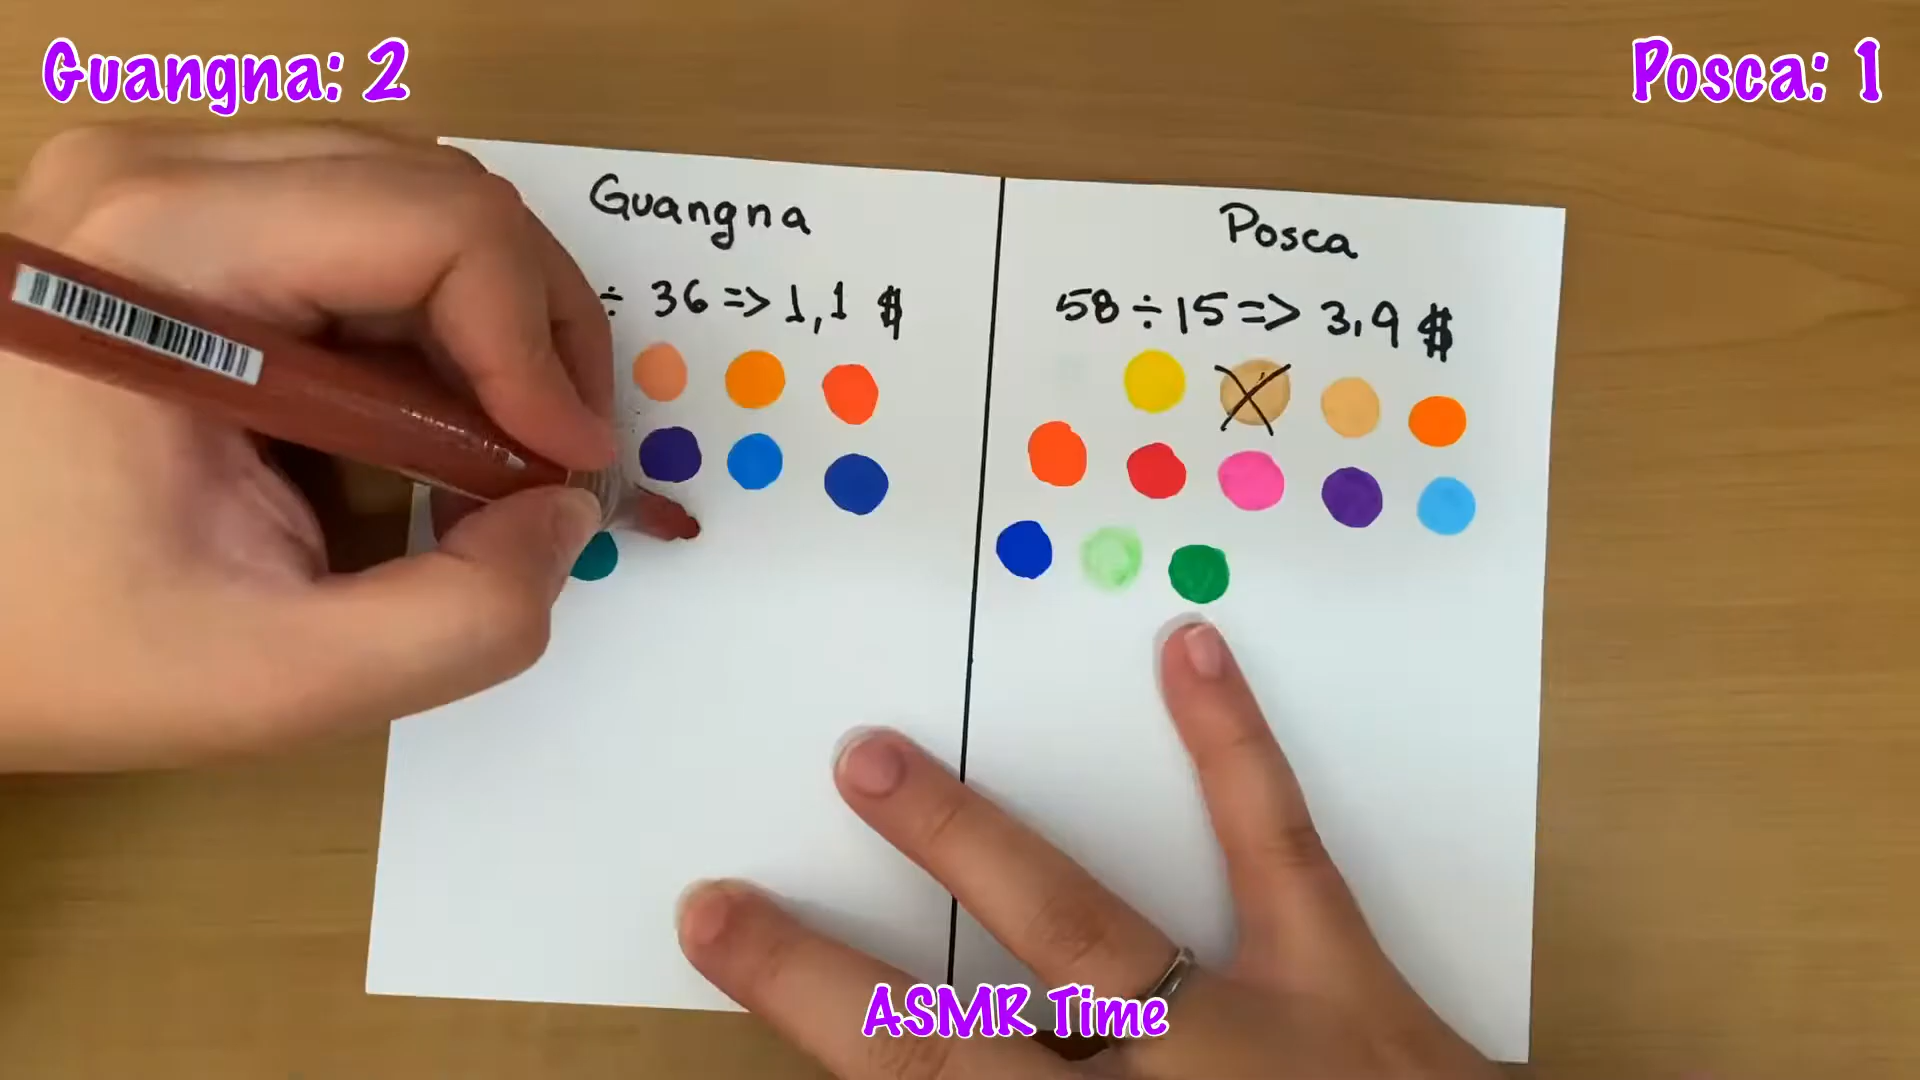 Guangna: 2
Posca: 1
Guangna
Posca
÷ 36 => 1,1 $
58 ÷ 15 => 3,9 $
ASMR Time